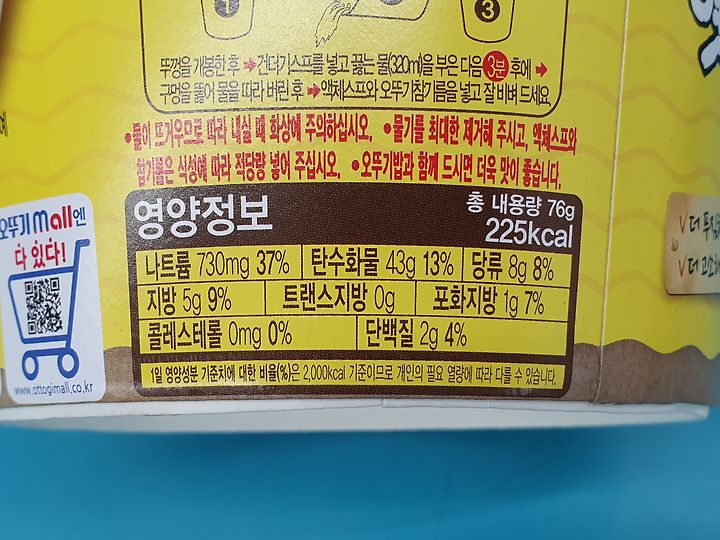 1
3
뚜껑을 개봉한 후 → 건더기스프를 넣고 끓는 물(320ml)을 부은 다음 3분 후에 →
구멍을 뚫어 물을 따라 버린 후 → 액체스프와 오뚜기참기름을 넣고 잘 비벼 드세요.
•물이 뜨거우므로 따라 내실 때 화상에 주의하십시오. •물기를 최대한 제거해 주시고, 액체스프와
참기름은 식성에 따라 적당량 넣어 주십시오. •오뚜기밥과 함께 드시면 더욱 맛이 좋습니다.
영양정보
총 내용량 76g
225kcal
나트륨 730mg 37% 탄수화물 43g 13% 당류 8g 8%
지방 5g 9% 트랜스지방 0g 포화지방 1g 7%
콜레스테롤 0mg 0% 단백질 2g 4%
1일 영양성분 기준치에 대한 비율(%)은 2,000kcal 기준이므로 개인의 필요 열량에 따라 다를 수 있습니다.
오뚜기mall엔
다 있다!
www.ottogimall.co.kr
✓더
✓더